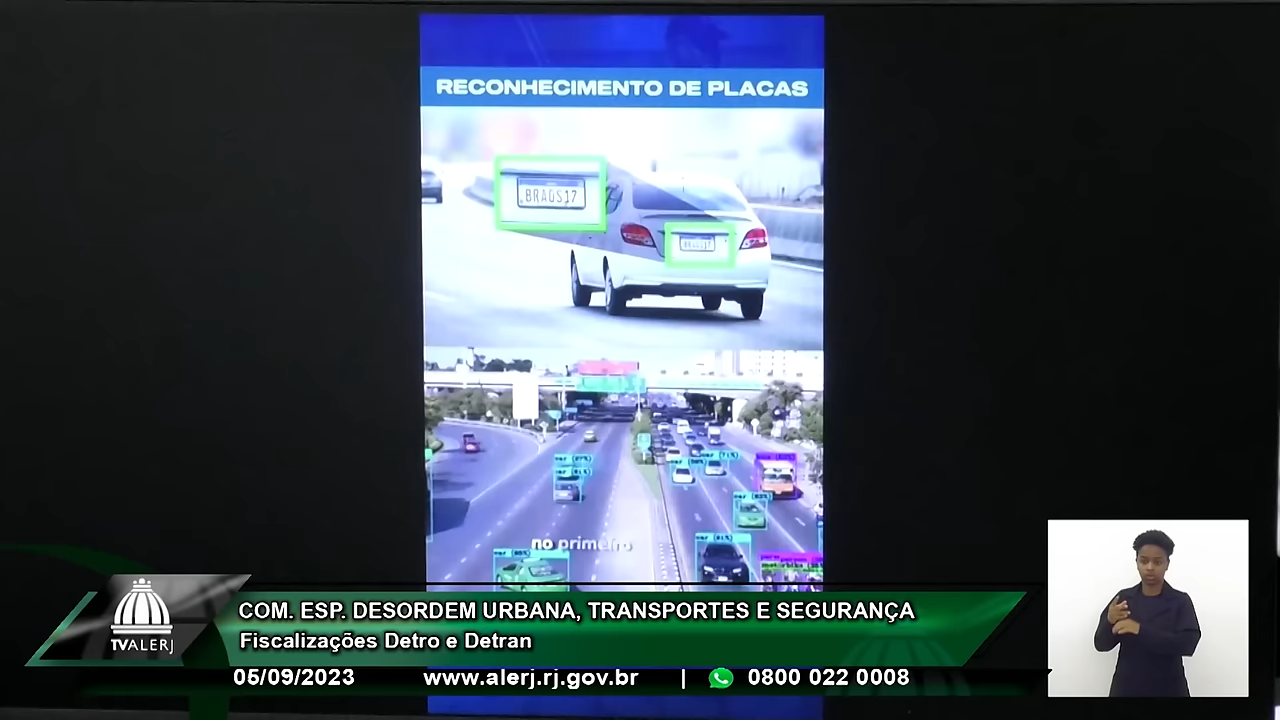 RECONHECIMENTO DE PLACAS
BRA0S17
BRA0S17
no primeiro
TVALERJ
COM. ESP. DESORDEM URBANA, TRANSPORTES E SEGURANÇA
Fiscalizações Detro e Detran
05/09/2023
www.alerj.rj.gov.br
|
0800 022 0008